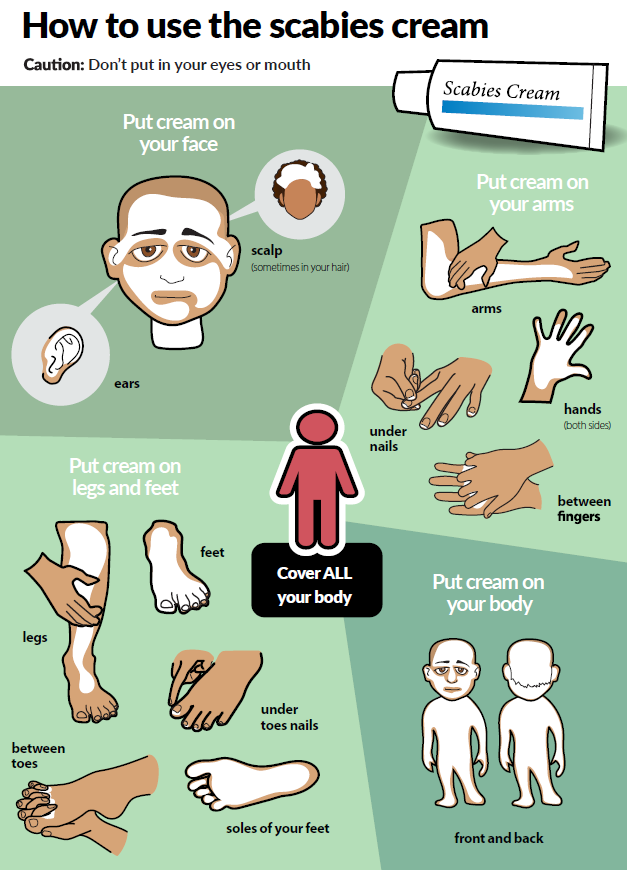 How to use the scabies cream
Caution: Don't put in your eyes or mouth
Scabies Cream
Put cream on
your face
scalp
(sometimes in your hair)
ears
Put cream on
your arms
arms
hands
(both sides)
under
nails
between
fingers
Put cream on
legs and feet
feet
legs
under
toes nails
between
toes
soles of your feet
Cover ALL
your body
Put cream on
your body
front and back